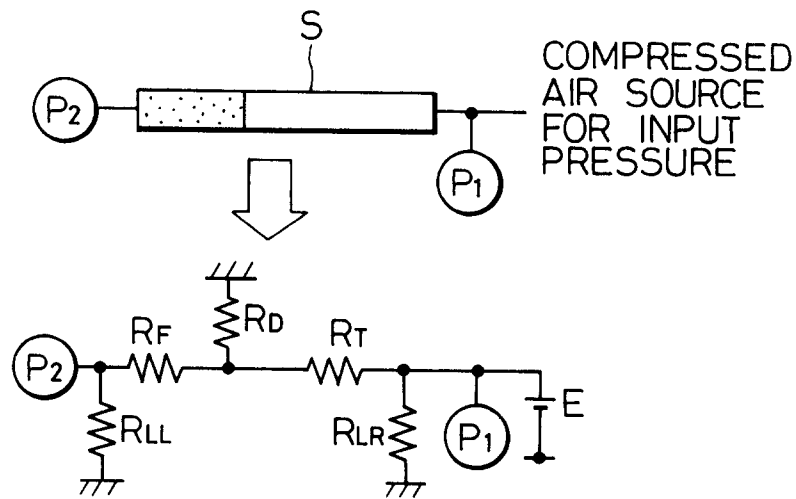 S
P2
COMPRESSED
AIR SOURCE
FOR INPUT
PRESSURE
P1
RD
RF
RT
P2
E
RLL
RLR
P1